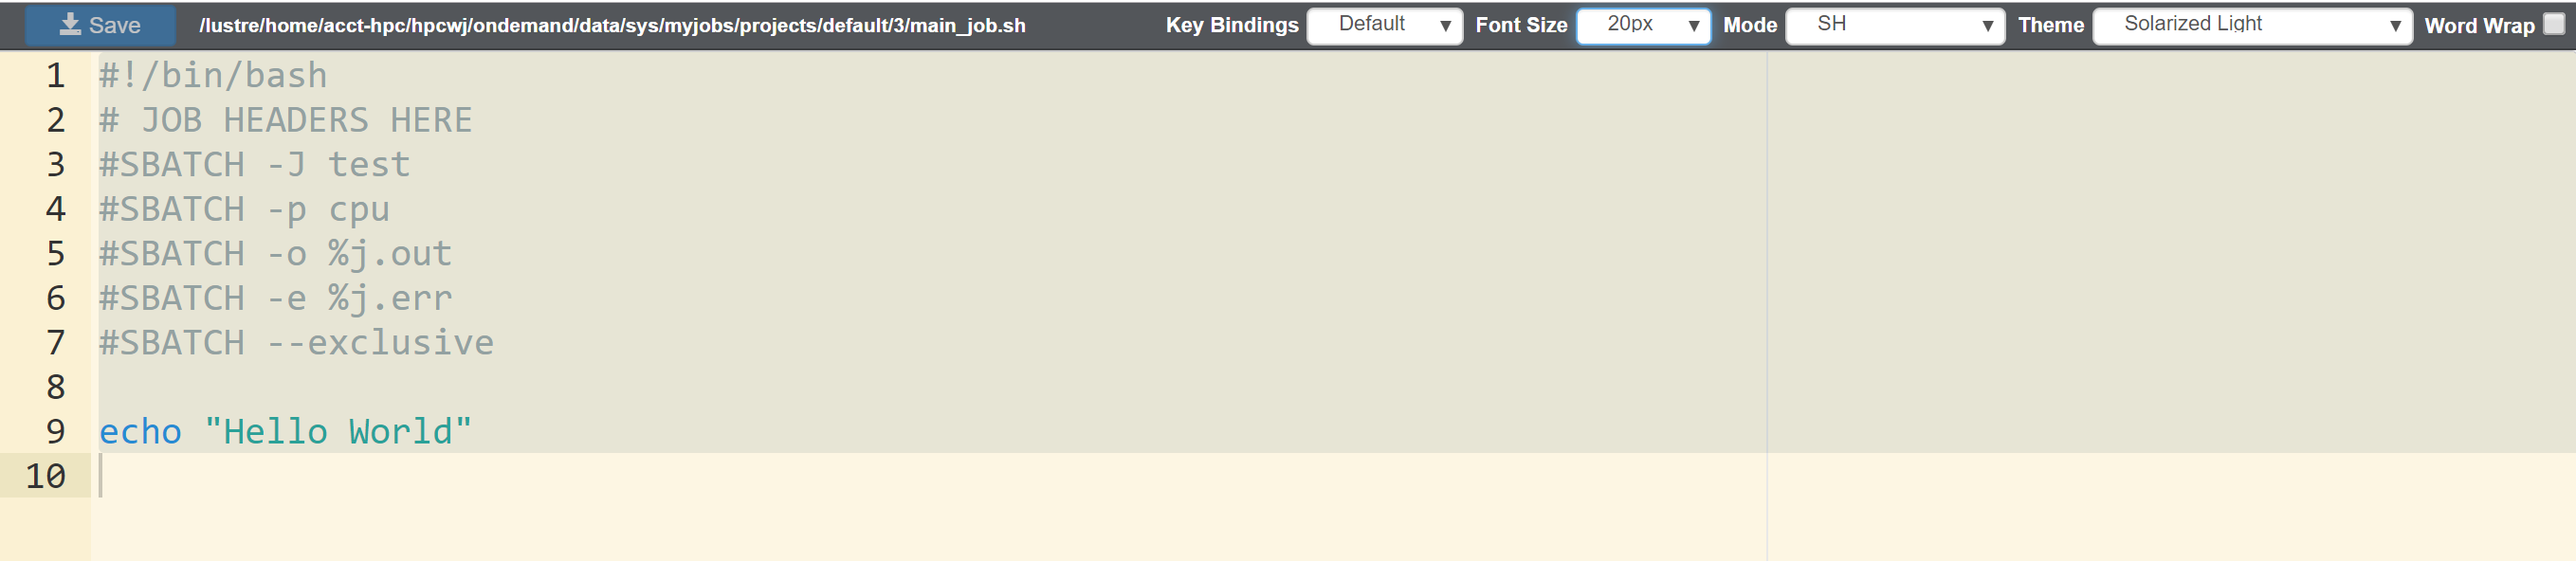 Save /lustre/home/acct-hpc/hpcwj/ondemand/data/sys/myjobs/projects/default/3/main_job.sh Key Bindings Default Font Size 20px Mode SH Theme Solarized Light Word Wrap
1 #!/bin/bash
2 # JOB HEADERS HERE
3 #SBATCH -J test
4 #SBATCH -p cpu
5 #SBATCH -o %j.out
6 #SBATCH -e %j.err
7 #SBATCH --exclusive
8
9 echo "Hello World"
10